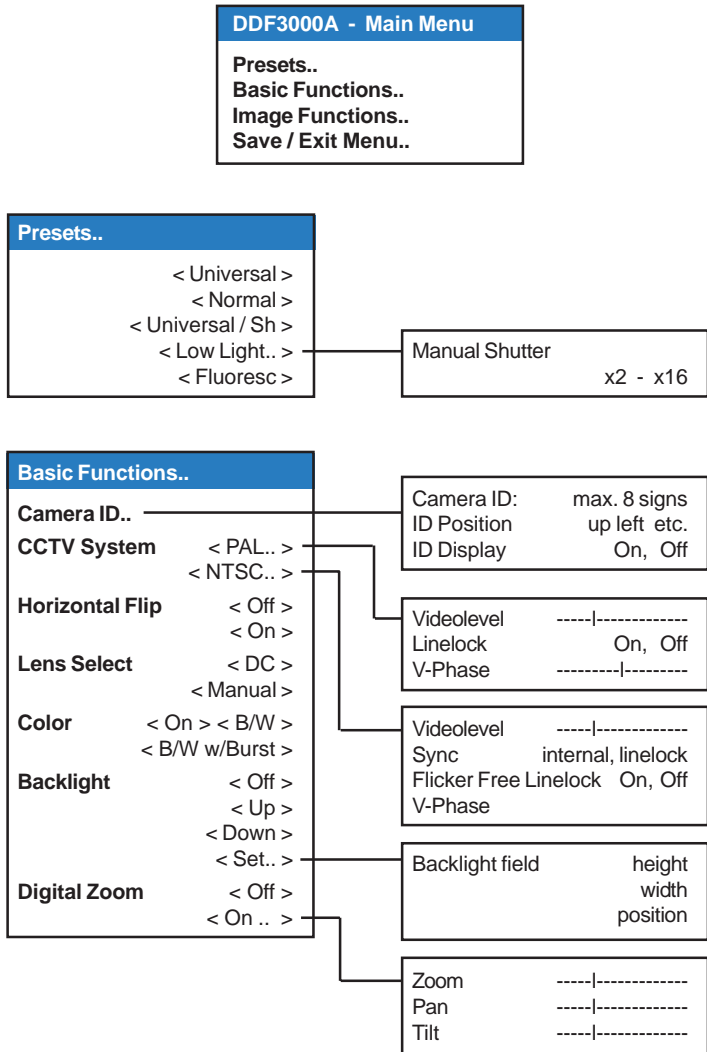 DDF3000A - Main Menu
Presets..
Basic Functions..
Image Functions..
Save / Exit Menu..
Presets..
< Universal >
< Normal >
< Universal / Sh >
< Low Light.. >
< Fluoresc >
Manual Shutter
x2 - x16
Basic Functions..
Camera ID..
CCTV System < PAL.. >
< NTSC.. >
Horizontal Flip < Off >
< On >
Lens Select < DC >
< Manual >
Color < On > < B/W >
< B/W w/Burst >
Backlight < Off >
< Up >
< Down >
< Set.. >
Digital Zoom < Off >
< On .. >
Camera ID: max. 8 signs
ID Position up left etc.
ID Display On, Off
Videolevel -----I-------------
Linelock On, Off
V-Phase ---------I---------
Videolevel -----I-------------
Sync internal, linelock
Flicker Free Linelock On, Off
V-Phase
Backlight field height
width
position
Zoom -----I-------------
Pan -----I-------------
Tilt -----I-------------